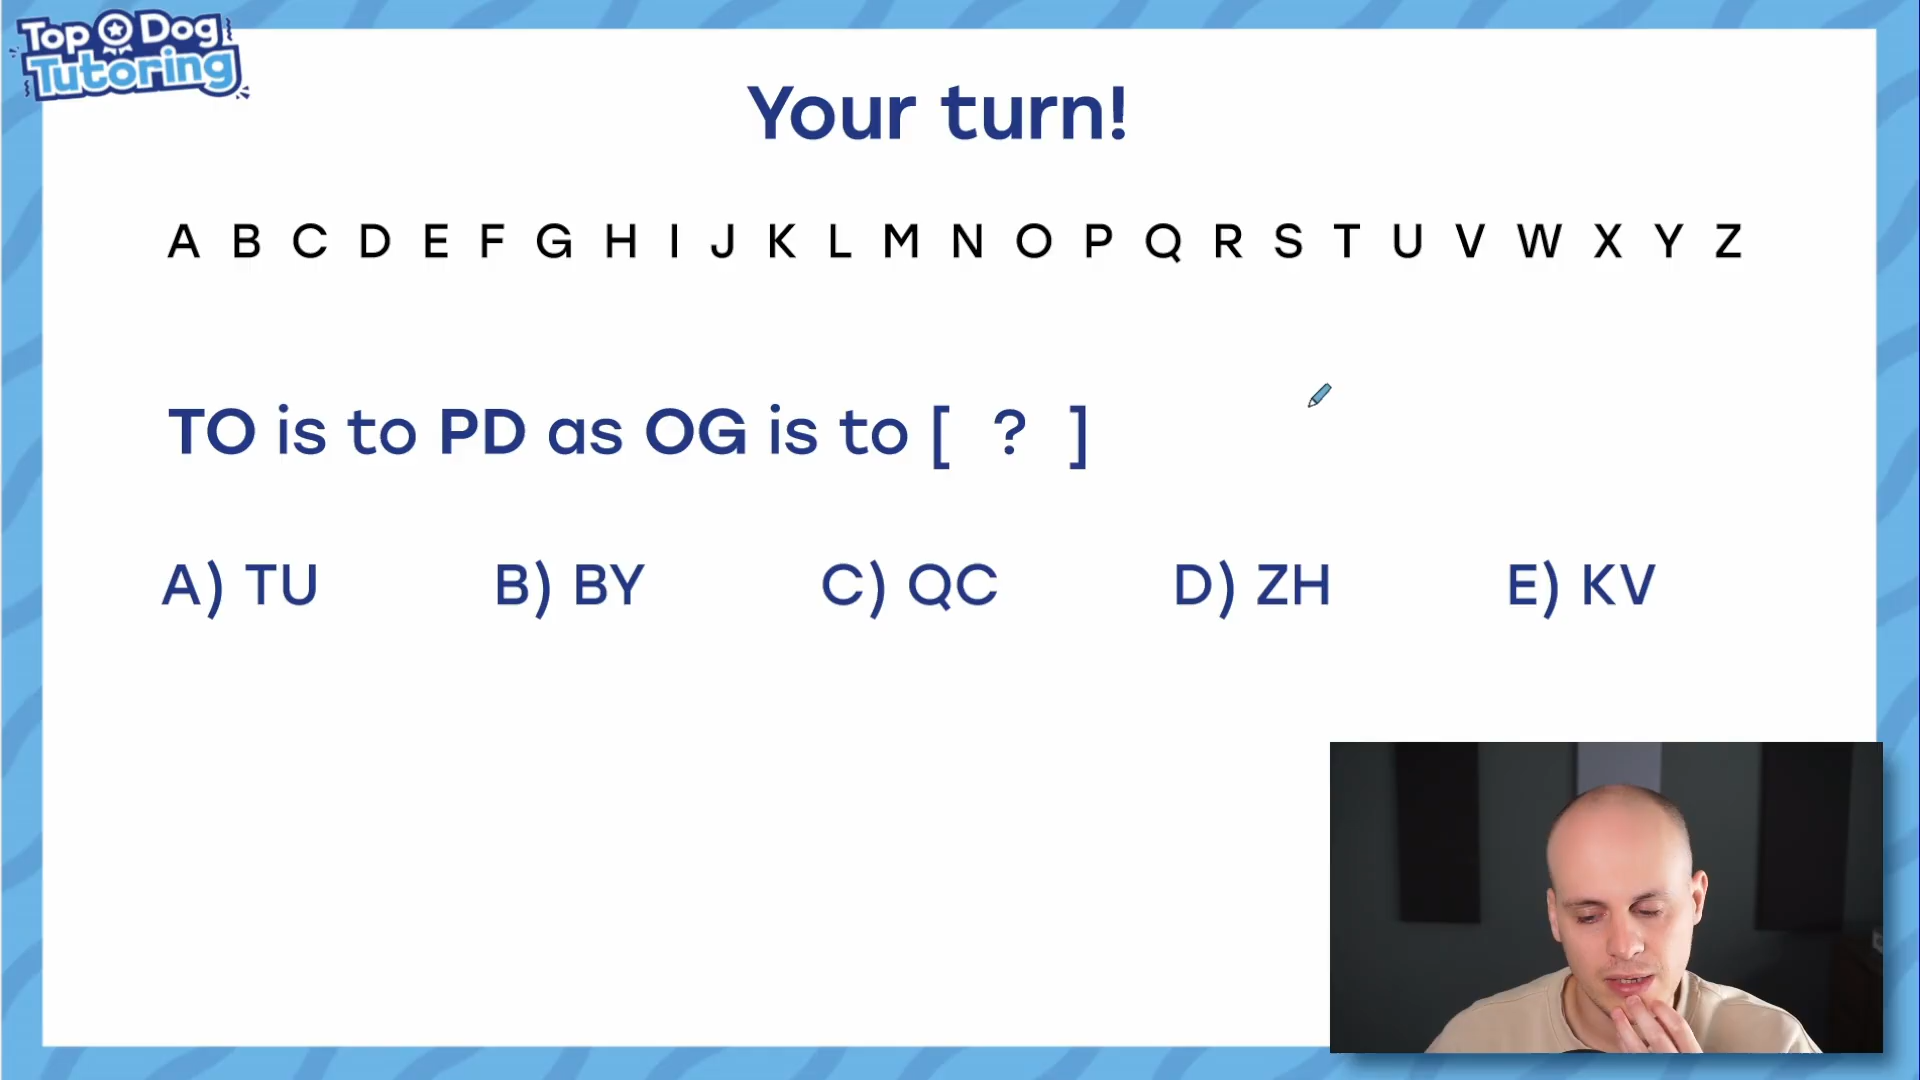 Top Dog
Tutoring
Your turn!
A B C D E F G H I J K L M N O P Q R S T U V W X Y Z
TO is to PD as OG is to [ ? ]
A) TU B) BY C) QC D) ZH E) KV